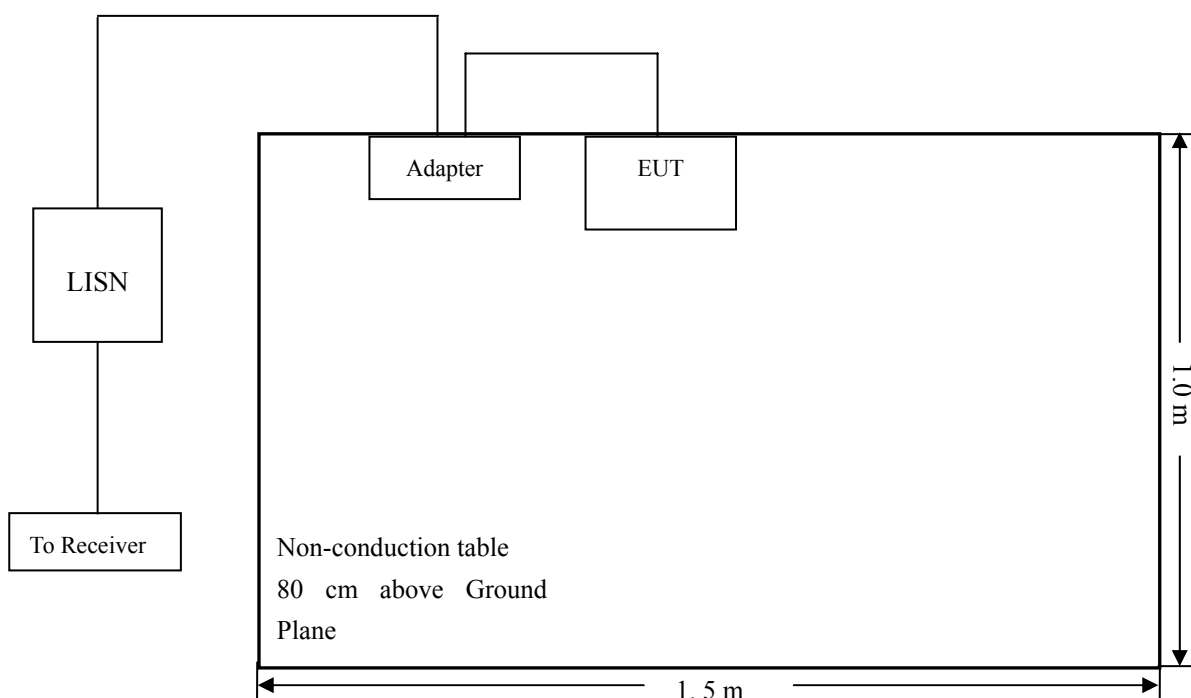 Adapter
EUT
LISN
1.0 m
To Receiver
Non-conduction table
80 cm above Ground
Plane
1. 5 m